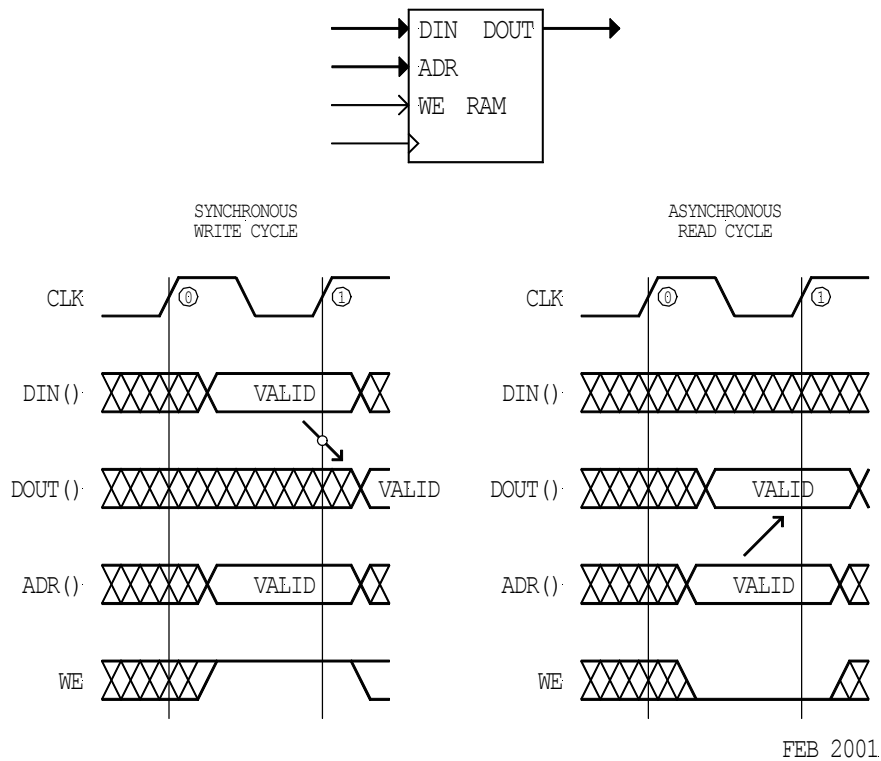 DIN DOUT
ADR
WE RAM
SYNCHRONOUS
WRITE CYCLE
CLK
0
1
DIN()
VALID
DOUT()
VALID
ADR()
VALID
WE
ASYNCHRONOUS
READ CYCLE
CLK
0
1
DIN()
DOUT()
VALID
ADR()
VALID
WE
FEB 2001